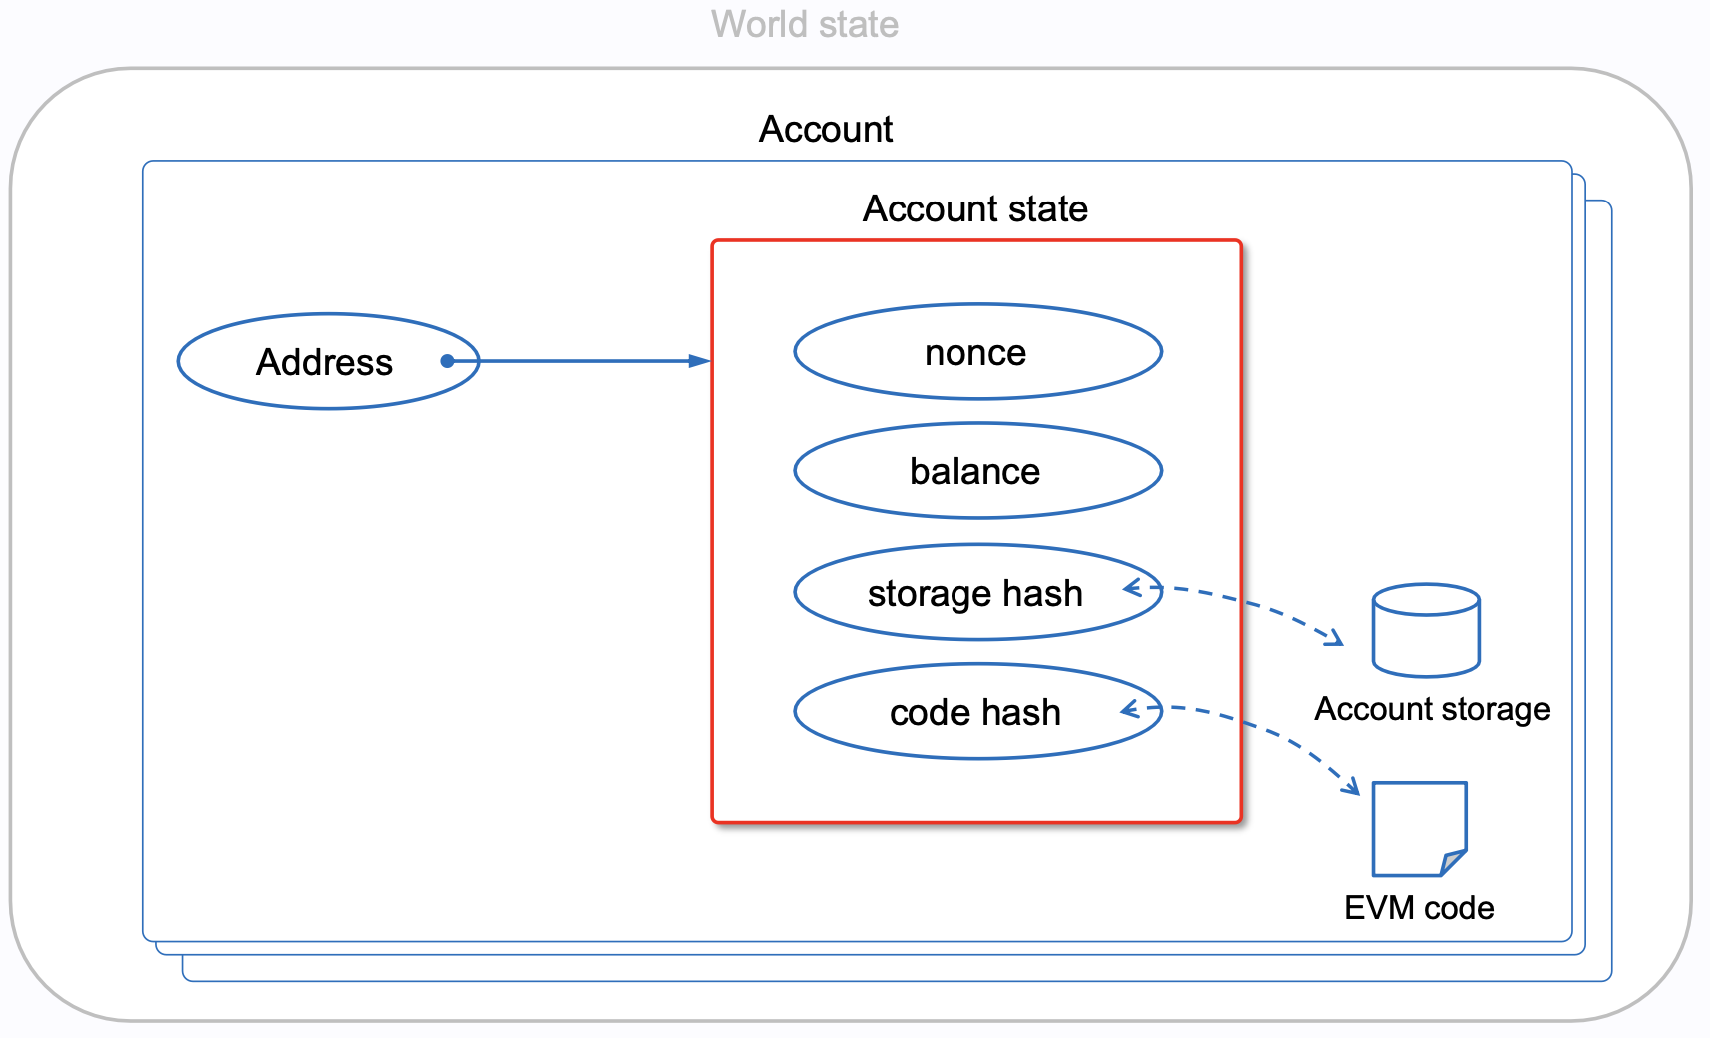 World state
Account
Account state
Address
nonce
balance
storage hash
code hash
Account storage
EVM code